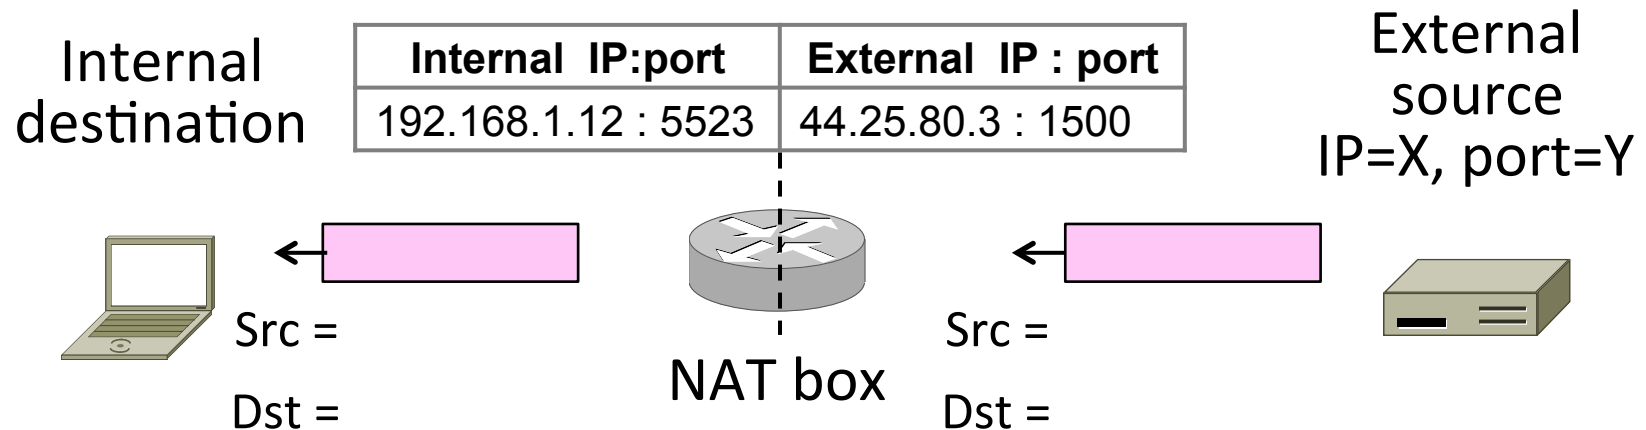 Internal
destination
Internal IP:port External IP : port
192.168.1.12 : 5523 44.25.80.3 : 1500
External
source
IP=X, port=Y
Src =
Dst =
NAT box
Src =
Dst =